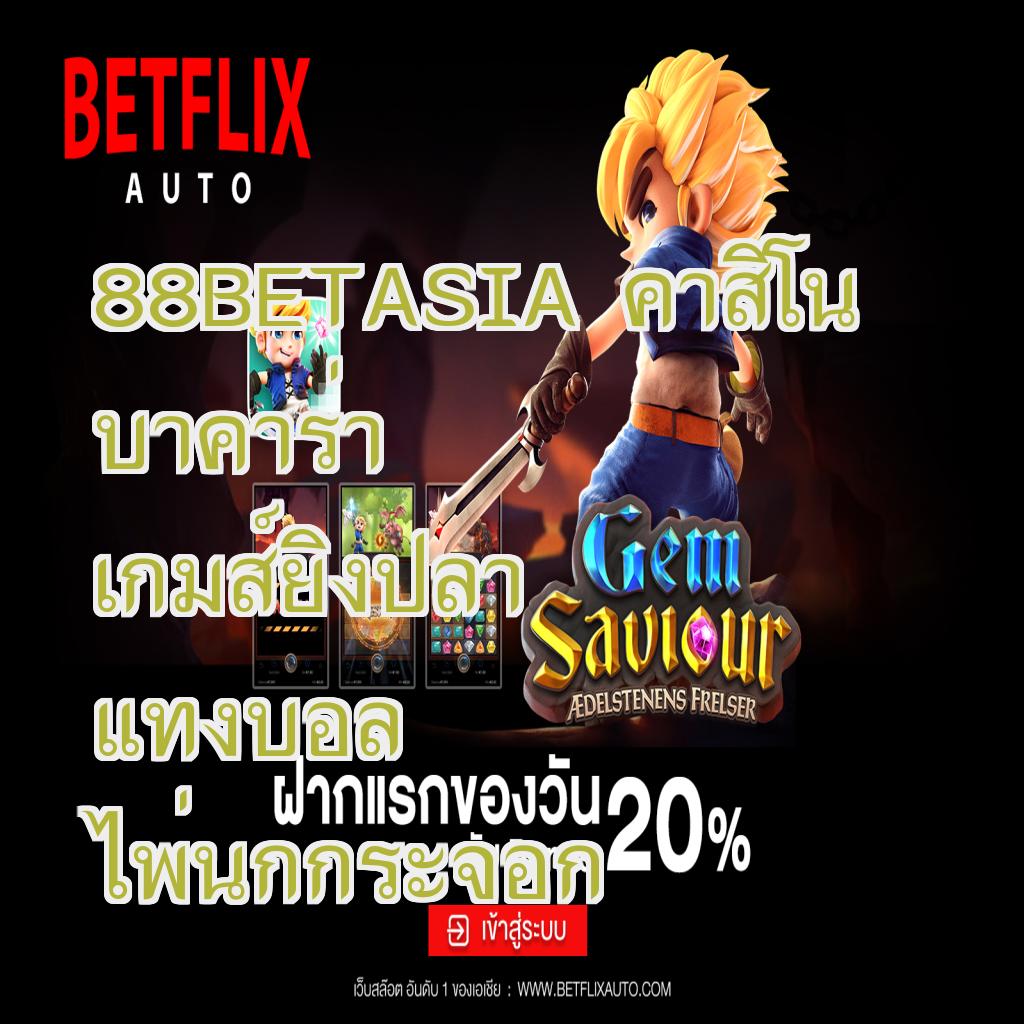 BETFLIX
AUTO
88BETASIA คาสิโน
บาคาร่า
เกมส์ยิงปลา
Gem
Saviour
ÆDELSTENENS FRELSER
แทงบอล
ฝากแรกของวัน 20%
ไพ่นกกระจอก
เข้าสู่ระบบ
เว็บสล๊อต อันดับ 1 ของเอเชีย : WWW.BETFLIXAUTO.COM